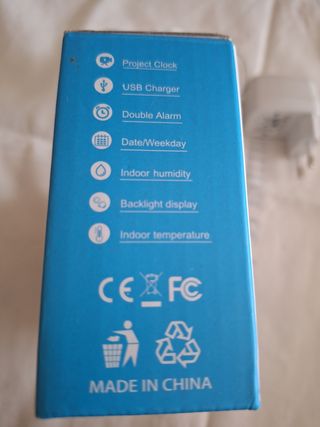 Project Clock
USB Charger
Double Alarm
Date/Weekday
Indoor humidity
Backlight display
Indoor temperature
CE FC
MADE IN CHINA